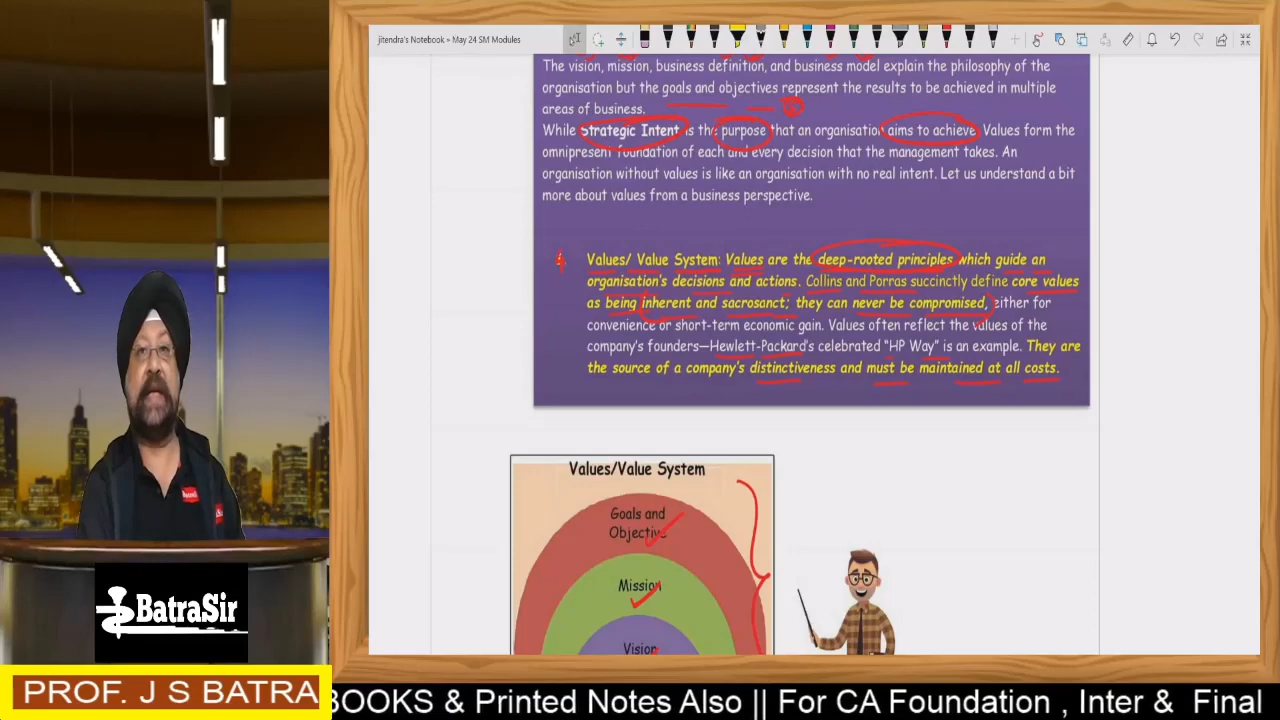 jitendra's Notebook » May 24 SM Modules
The vision, mission, business definition, and business model explain the philosophy of the
organisation but the goals and objectives represent the results to be achieved in multiple
areas of business.
While Strategic Intent is the purpose that an organisation aims to achieve. Values form the
omnipresent foundation of each and every decision that the management takes. An
organisation without values is like an organisation with no real intent. Let us understand a bit
more about values from a business perspective.
4
Values/ Value System: Values are the deep-rooted principles which guide an
organisation's decisions and actions. Collins and Porras succinctly define core values
as being inherent and sacrosanct; they can never be compromised, either for
convenience or short-term economic gain. Values often reflect the values of the
company's founders—Hewlett-Packard's celebrated "HP Way" is an example. They are
the source of a company's distinctiveness and must be maintained at all costs.
Values/Value System
Goals and
Objective
Mission
Vision
BatraSir
PROF. J S BATRA
BOOKS & Printed Notes Also || For CA Foundation , Inter & Final